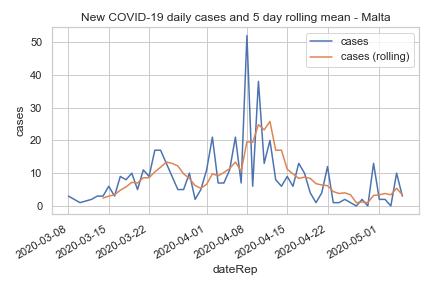 New COVID-19 daily cases and 5 day rolling mean - Malta
cases
cases (rolling)
50
40
30
20
10
0
cases
2020-03-08
2020-03-15
2020-03-22
2020-04-01
2020-04-08
2020-04-15
2020-04-22
2020-05-01
dateRep